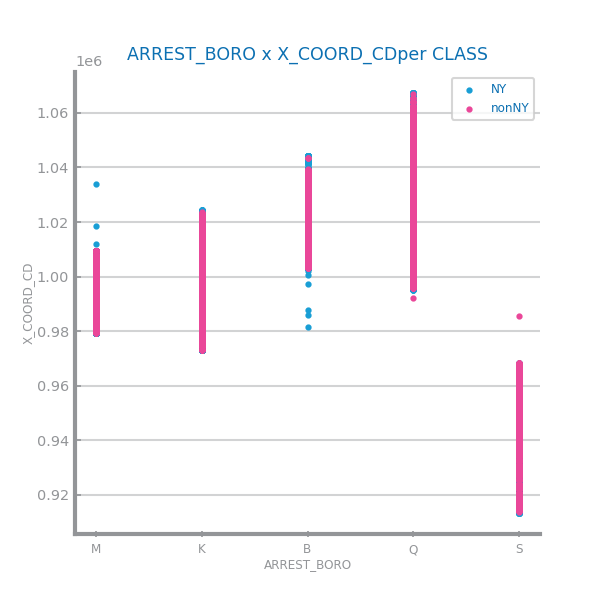 ARREST_BORO x X_COORD_CDper CLASS
1e6
NY
nonNY
1.06
1.04
1.02
1.00
0.98
0.96
0.94
0.92
X_COORD_CD
M K B Q S
ARREST_BORO